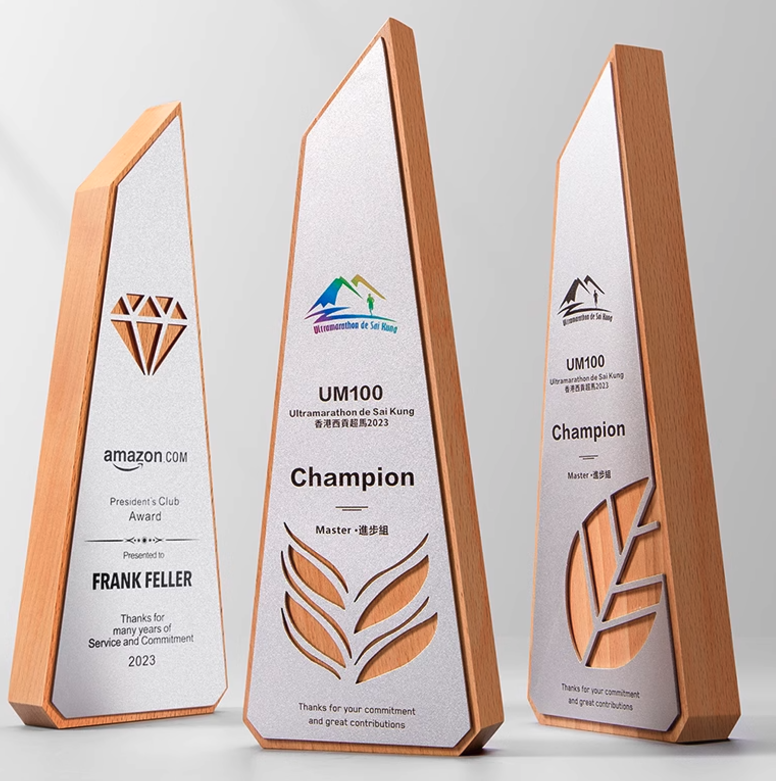 amazon.COM
President's Club
Award
Presented to
FRANK FELLER
Thanks for
many years of
Service and Commitment
2023
Ultramarathon de Sai Kung
UM100
Ultramarathon de Sai Kung
香港西貢超馬2023
Champion
Master •進步組
Thanks for your commitment
and great contributions
Ultramarathon de Sai Kung
UM100
Ultramarathon de Sai Kung
香港西貢超馬2023
Champion
Master •進步組
Thanks for your commitment
and great contributions